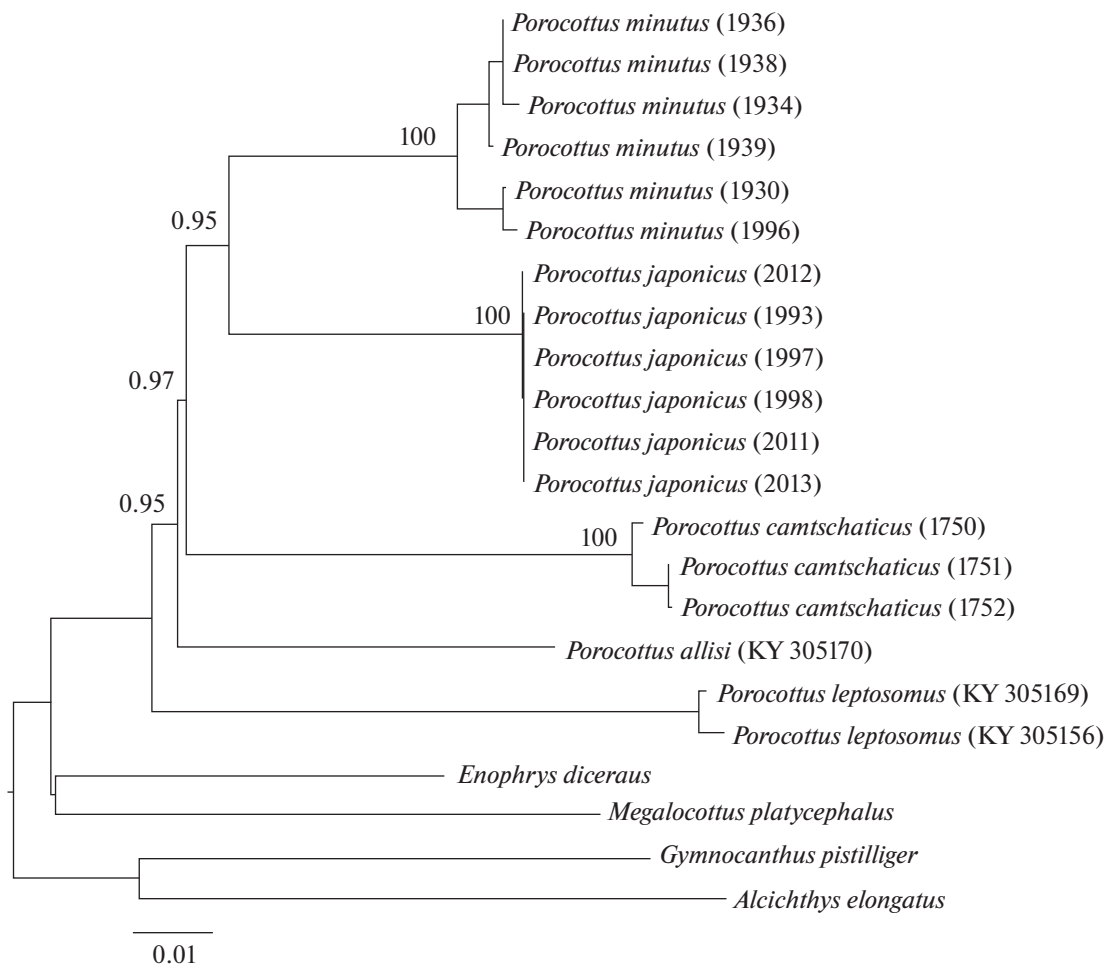 Porocottus minutus (1936)
Porocottus minutus (1938)
Porocottus minutus (1934)
100
Porocottus minutus (1939)
Porocottus minutus (1930)
0.95
Porocottus minutus (1996)
Porocottus japonicus (2012)
100
Porocottus japonicus (1993)
Porocottus japonicus (1997)
0.97
Porocottus japonicus (1998)
Porocottus japonicus (2011)
Porocottus japonicus (2013)
0.95
Porocottus camtschaticus (1750)
100
Porocottus camtschaticus (1751)
Porocottus camtschaticus (1752)
Porocottus allisi (KY 305170)
Porocottus leptosomus (KY 305169)
Porocottus leptosomus (KY 305156)
Enophrys diceraus
Megalocottus platycephalus
Gymnocanthus pistilliger
Alcichthys elongatus
0.01